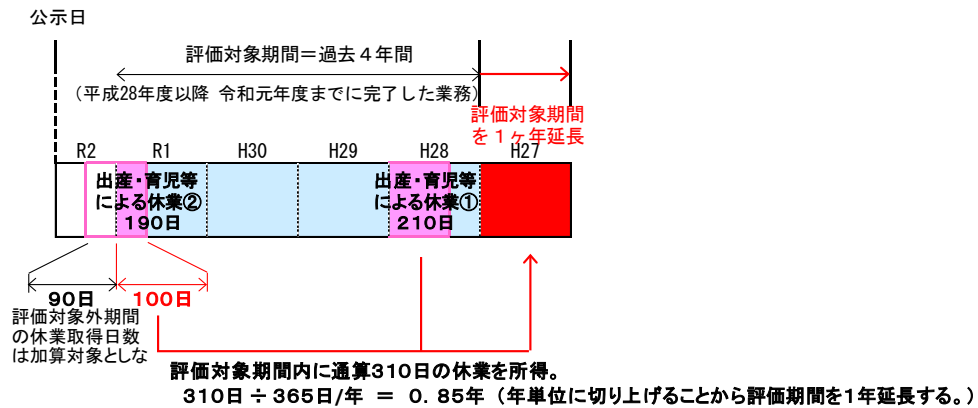 公示日
評価対象期間＝過去４年間
（平成28年度以降 令和元年度までに完了した業務）
評価対象期間
を１ヶ年延長
R2
R1
H30
H29
H28
H27
出産・育児等
による休業②
190日
出産・育児等
による休業①
210日
90日
100日
評価対象外期間
の休業取得日数
は加算対象としな
評価対象期間内に通算310日の休業を所得。
310日 ÷ 365日/年 ＝ 0．85年 （年単位に切り上げることから評価期間を1年延長する。）